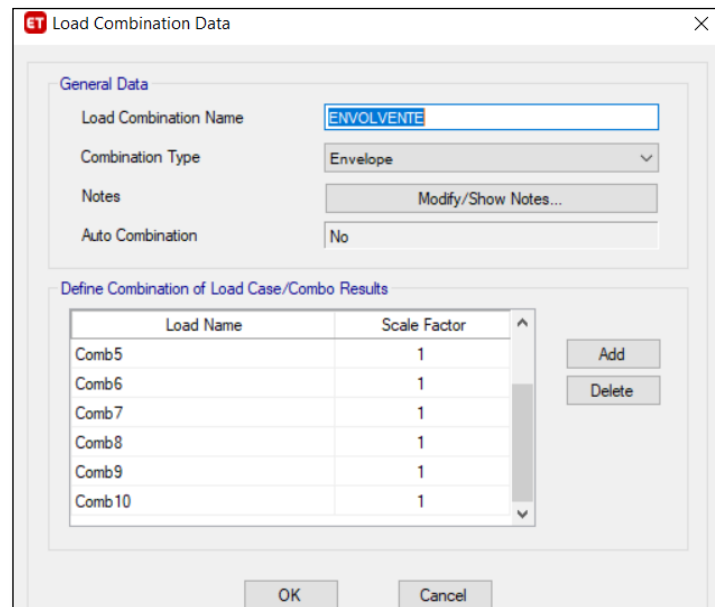 ET Load Combination Data
General Data
Load Combination Name ENVOLVENTE
Combination Type Envelope
Notes Modify/Show Notes...
Auto Combination No
Define Combination of Load Case/Combo Results
Load Name Scale Factor
Comb5 1
Comb6 1
Comb7 1
Comb8 1
Comb9 1
Comb10 1
Add
Delete
OK Cancel